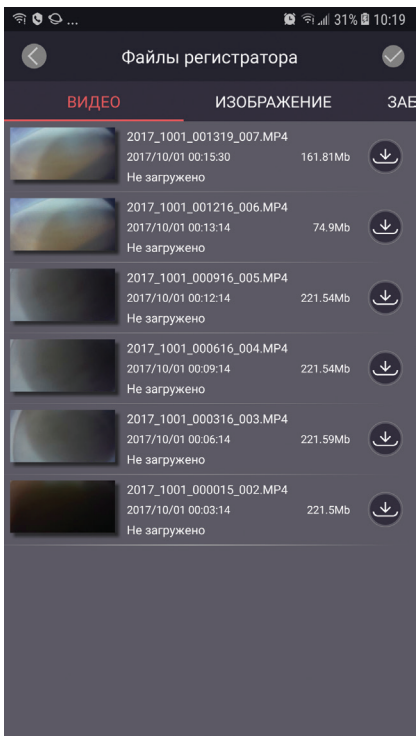 ... 31% 10:19
Файлы регистратора
ВИДЕО ИЗОБРАЖЕНИЕ ЗАБ
2017_1001_001319_007.MP4
2017/10/01 00:15:30 161.81Mb
Не загружено
2017_1001_001216_006.MP4
2017/10/01 00:13:14 74.9Mb
Не загружено
2017_1001_000916_005.MP4
2017/10/01 00:12:14 221.54Mb
Не загружено
2017_1001_000616_004.MP4
2017/10/01 00:09:14 221.54Mb
Не загружено
2017_1001_000316_003.MP4
2017/10/01 00:06:14 221.59Mb
Не загружено
2017_1001_000015_002.MP4
2017/10/01 00:03:14 221.5Mb
Не загружено